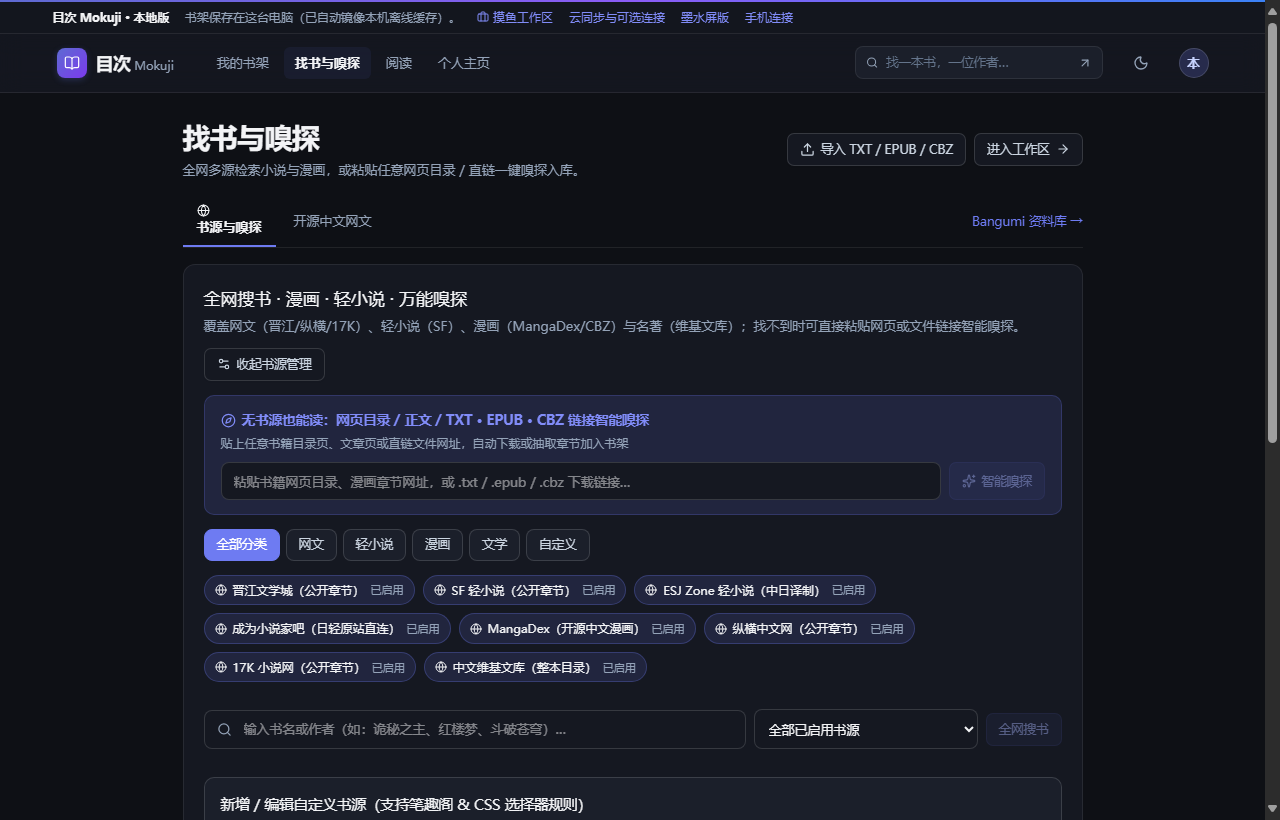 目次 Mokuji • 本地版 书架保存在这台电脑（已自动镜像本机离线缓存）。 摸鱼工作区 云同步与可选连接 墨水屏版 手机连接
目次 Mokuji 我的书架 找书与嗅探 阅读 个人主页 找一本书，一位作者... 本
找书与嗅探
全网多源检索小说与漫画，或粘贴任意网页目录 / 直链一键嗅探入库。
导入 TXT / EPUB / CBZ 进入工作区
书源与嗅探 开源中文网文 Bangumi 资料库
全网搜书 · 漫画 · 轻小说 · 万能嗅探
覆盖网文（晋江/纵横/17K）、轻小说（SF）、漫画（MangaDex/CBZ）与名著（维基文库）；找不到时可直接粘贴网页或文件链接智能嗅探。
收起书源管理
无书源也能读：网页目录 / 正文 / TXT • EPUB • CBZ 链接智能嗅探
贴上任意书籍目录页、文章页或直链文件网址，自动下载或抽取章节加入书架
粘贴书籍网页目录、漫画章节网址，或 .txt / .epub / .cbz 下载链接... 智能嗅探
全部分类 网文 轻小说 漫画 文学 自定义
晋江文学城（公开章节） 已启用 SF 轻小说（公开章节） 已启用 ESJ Zone 轻小说（中日译制） 已启用
成为小说家吧（日轻原站直连） 已启用 MangaDex（开源中文漫画） 已启用 纵横中文网（公开章节） 已启用
17K 小说网（公开章节） 已启用 中文维基文库（整本目录） 已启用
输入书名或作者（如：诡秘之主、红楼梦、斗破苍穹）... 全部已启用书源 全网搜书
新增 / 编辑自定义书源（支持笔趣阁 & CSS 选择器规则）